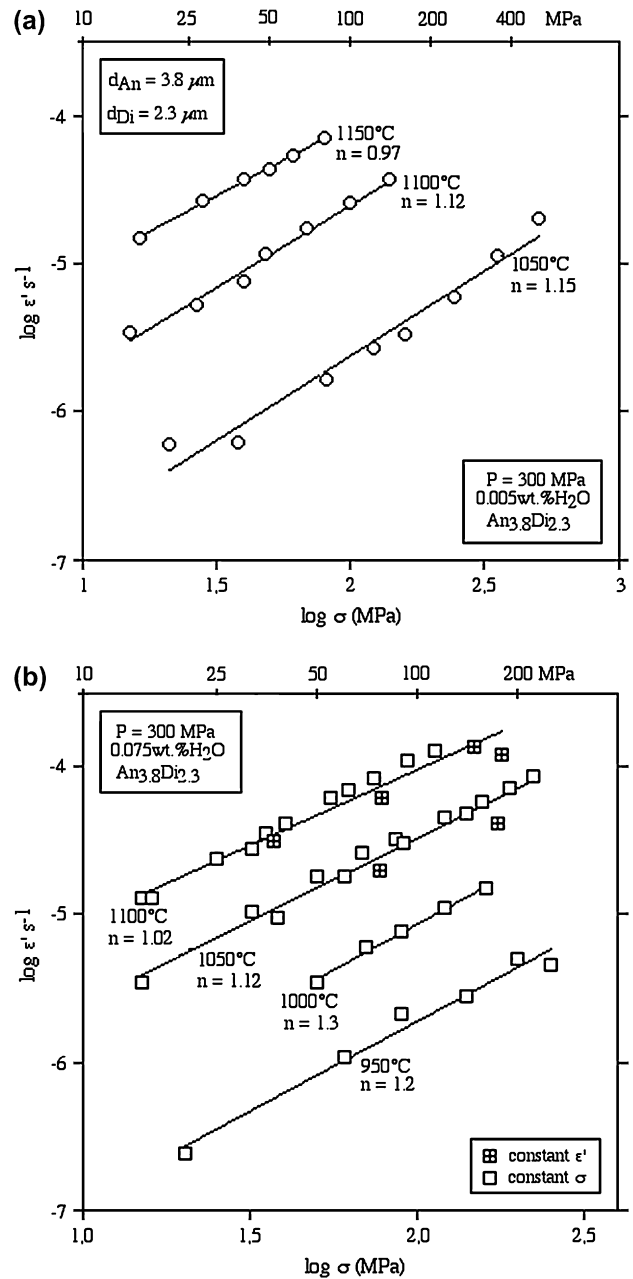 (a)
10 25 50 100 200 400 MPa
dAn = 3.8 μm
dDi = 2.3 μm
-4
1150°C
n = 0.97
1100°C
n = 1.12
-5
1050°C
n = 1.15
log ε' s-1
-6
P = 300 MPa
0.005wt.%H2O
An3.8Di2.3
-7
1 1,5 2 2,5 3
log σ (MPa)
(b)
10 25 50 100 200 MPa
P = 300 MPa
0.075wt.%H2O
An3.8Di2.3
-4
-5
1100°C
n = 1.02
1050°C
n = 1.12
1000°C
n = 1.3
log ε' s-1
-6
950°C
n = 1.2
constant ε'
constant σ
-7
1,0 1,5 2,0 2,5
log σ (MPa)